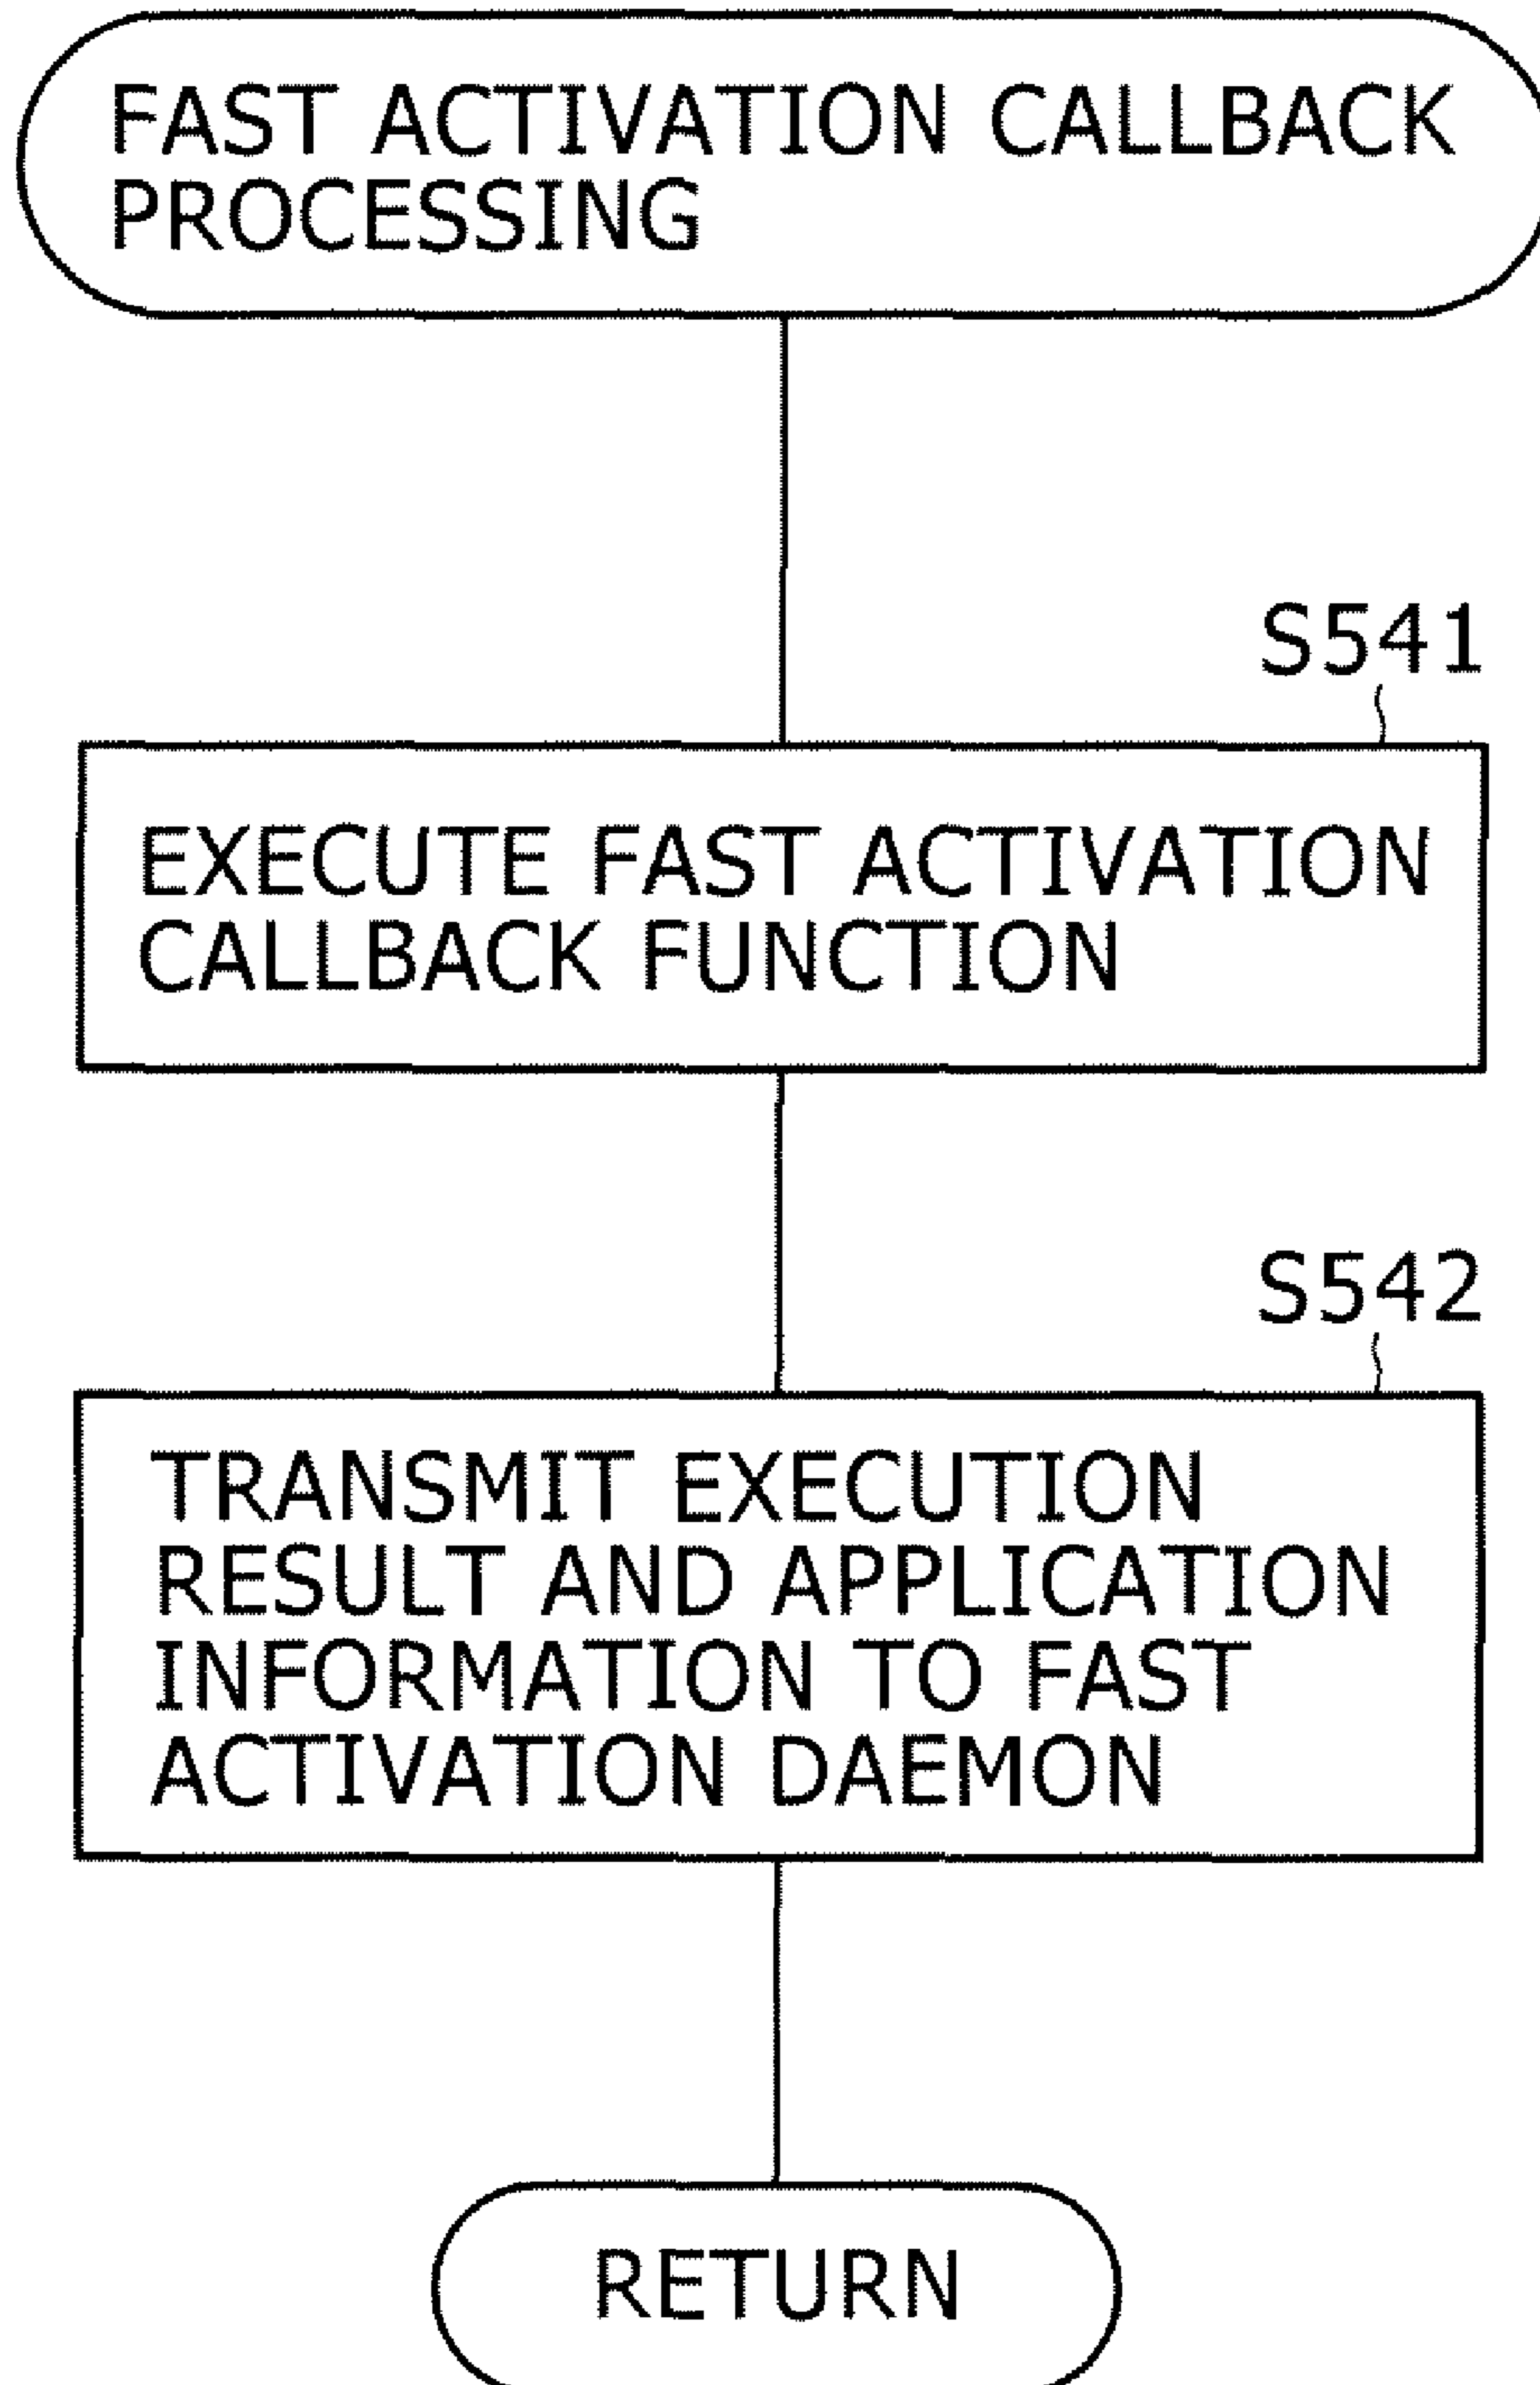 FAST ACTIVATION CALLBACK
PROCESSING
S541
EXECUTE FAST ACTIVATION
CALLBACK FUNCTION
S542
TRANSMIT EXECUTION
RESULT AND APPLICATION
INFORMATION TO FAST
ACTIVATION DAEMON
RETURN